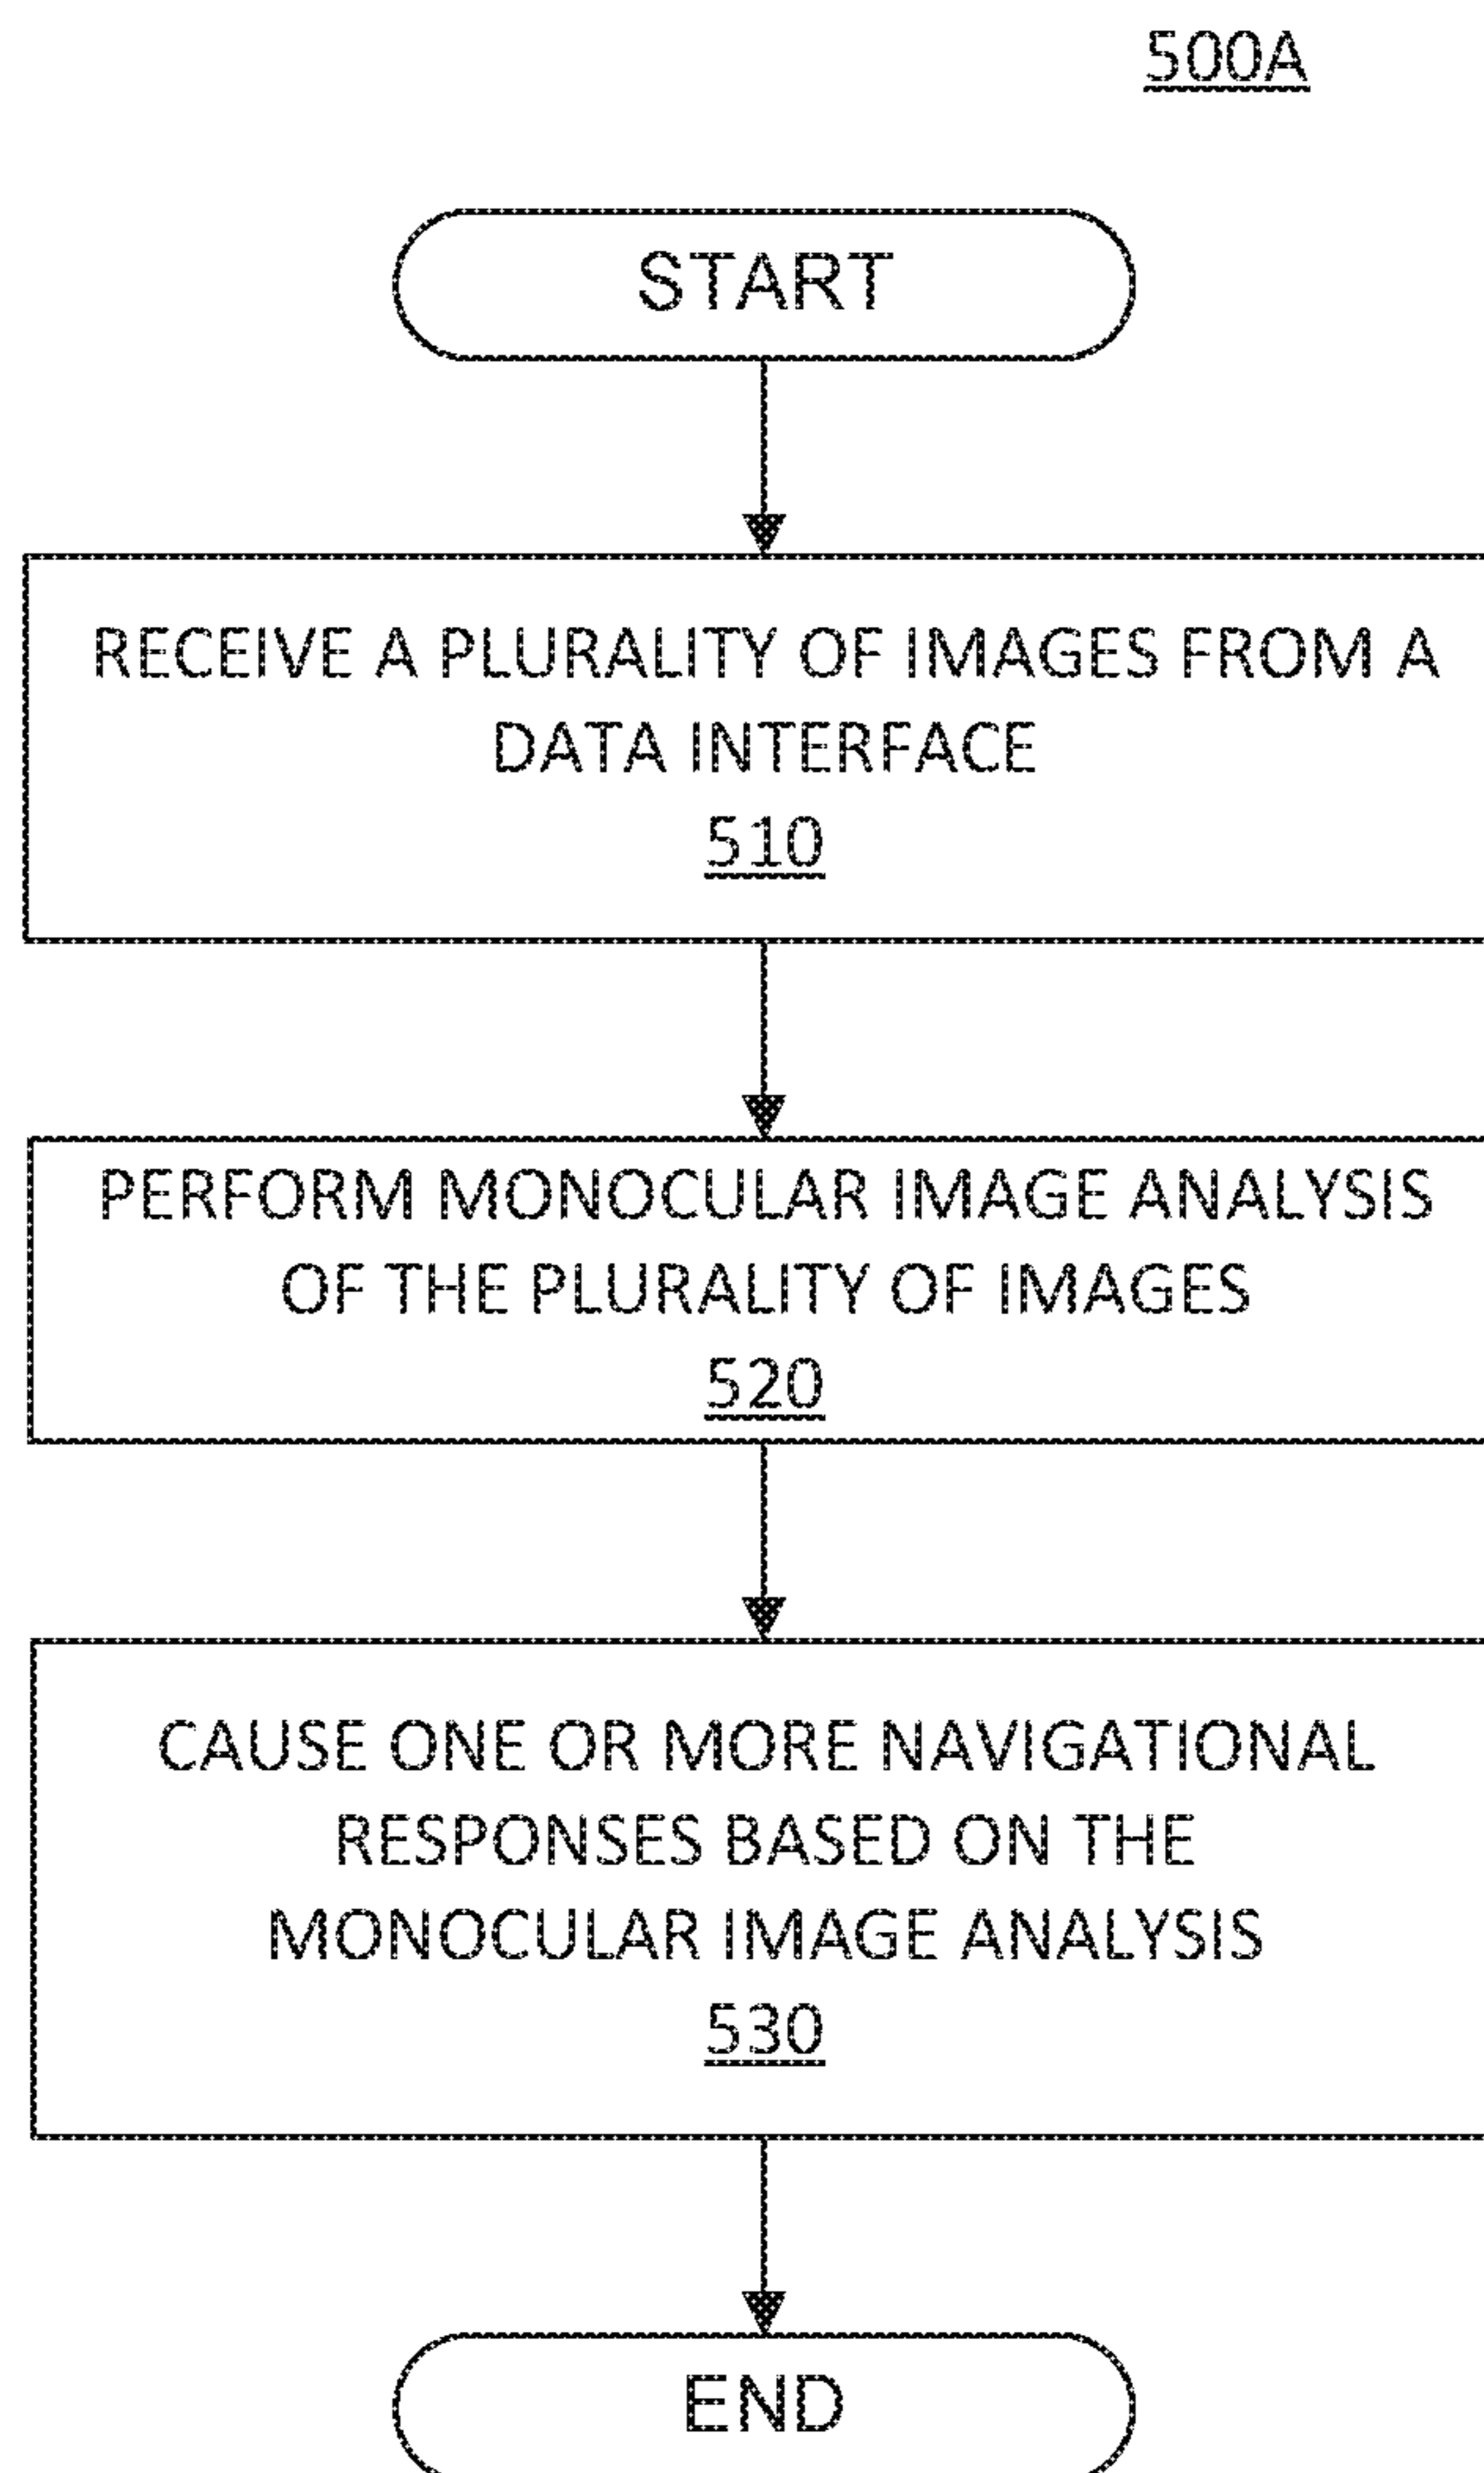 500A
START
RECEIVE A PLURALITY OF IMAGES FROM A
DATA INTERFACE
510
PERFORM MONOCULAR IMAGE ANALYSIS
OF THE PLURALITY OF IMAGES
520
CAUSE ONE OR MORE NAVIGATIONAL
RESPONSES BASED ON THE
MONOCULAR IMAGE ANALYSIS
530
END